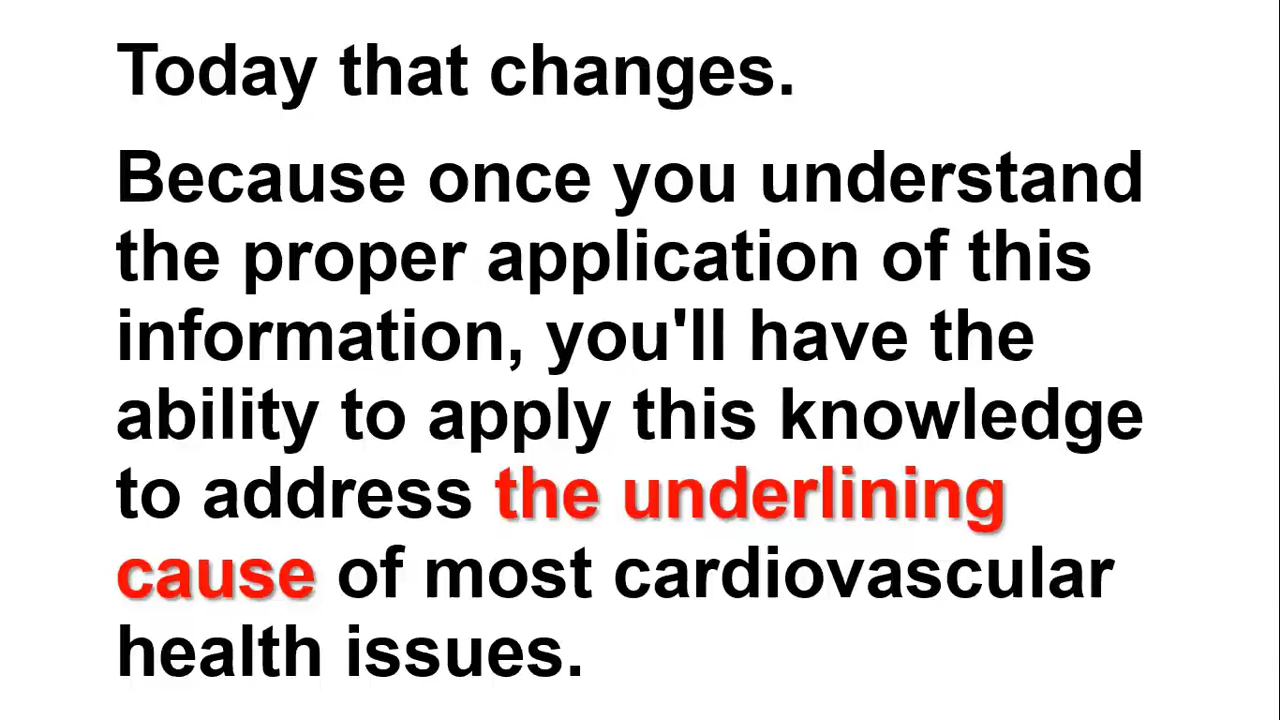 Today that changes.
Because once you understand
the proper application of this
information, you'll have the
ability to apply this knowledge
to address the underlining
cause of most cardiovascular
health issues.